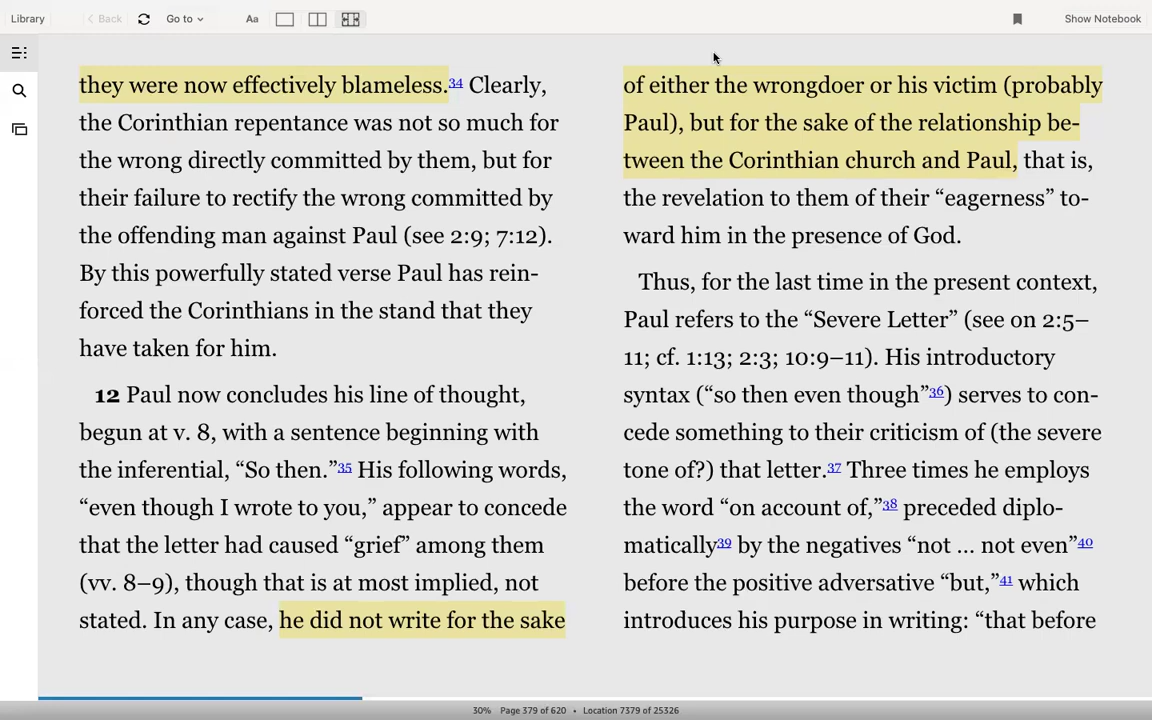 Library
Back
Go to
Aa
Show Notebook
they were now effectively blameless.34 Clearly,
the Corinthian repentance was not so much for
the wrong directly committed by them, but for
their failure to rectify the wrong committed by
the offending man against Paul (see 2:9; 7:12).
By this powerfully stated verse Paul has rein-
forced the Corinthians in the stand that they
have taken for him.
12 Paul now concludes his line of thought,
begun at v. 8, with a sentence beginning with
the inferential, “So then.”35 His following words,
“even though I wrote to you,” appear to concede
that the letter had caused “grief” among them
(vv. 8–9), though that is at most implied, not
stated. In any case, he did not write for the sake
of either the wrongdoer or his victim (probably
Paul), but for the sake of the relationship be-
tween the Corinthian church and Paul, that is,
the revelation to them of their “eagerness” to-
ward him in the presence of God.
Thus, for the last time in the present context,
Paul refers to the “Severe Letter” (see on 2:5–
11; cf. 1:13; 2:3; 10:9–11). His introductory
syntax (“so then even though”36) serves to con-
cede something to their criticism of (the severe
tone of?) that letter.37 Three times he employs
the word “on account of,”38 preceded diplo-
matically39 by the negatives “not ... not even”40
before the positive adversative “but,”41 which
introduces his purpose in writing: “that before
30% Page 379 of 620 • Location 7379 of 25326